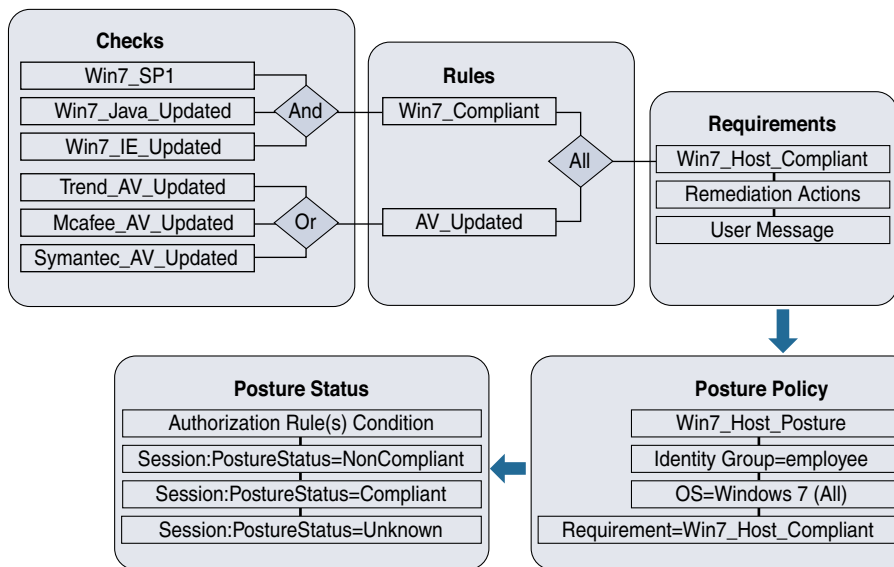 Checks
Win7_SP1
Win7_Java_Updated
Win7_IE_Updated
And
Trend_AV_Updated
Mcafee_AV_Updated
Symantec_AV_Updated
Or
Rules
Win7_Compliant
AV_Updated
All
Requirements
Win7_Host_Compliant
Remediation Actions
User Message
Posture Status
Authorization Rule(s) Condition
Session:PostureStatus=NonCompliant
Session:PostureStatus=Compliant
Session:PostureStatus=Unknown
Posture Policy
Win7_Host_Posture
Identity Group=employee
OS=Windows 7 (All)
Requirement=Win7_Host_Compliant